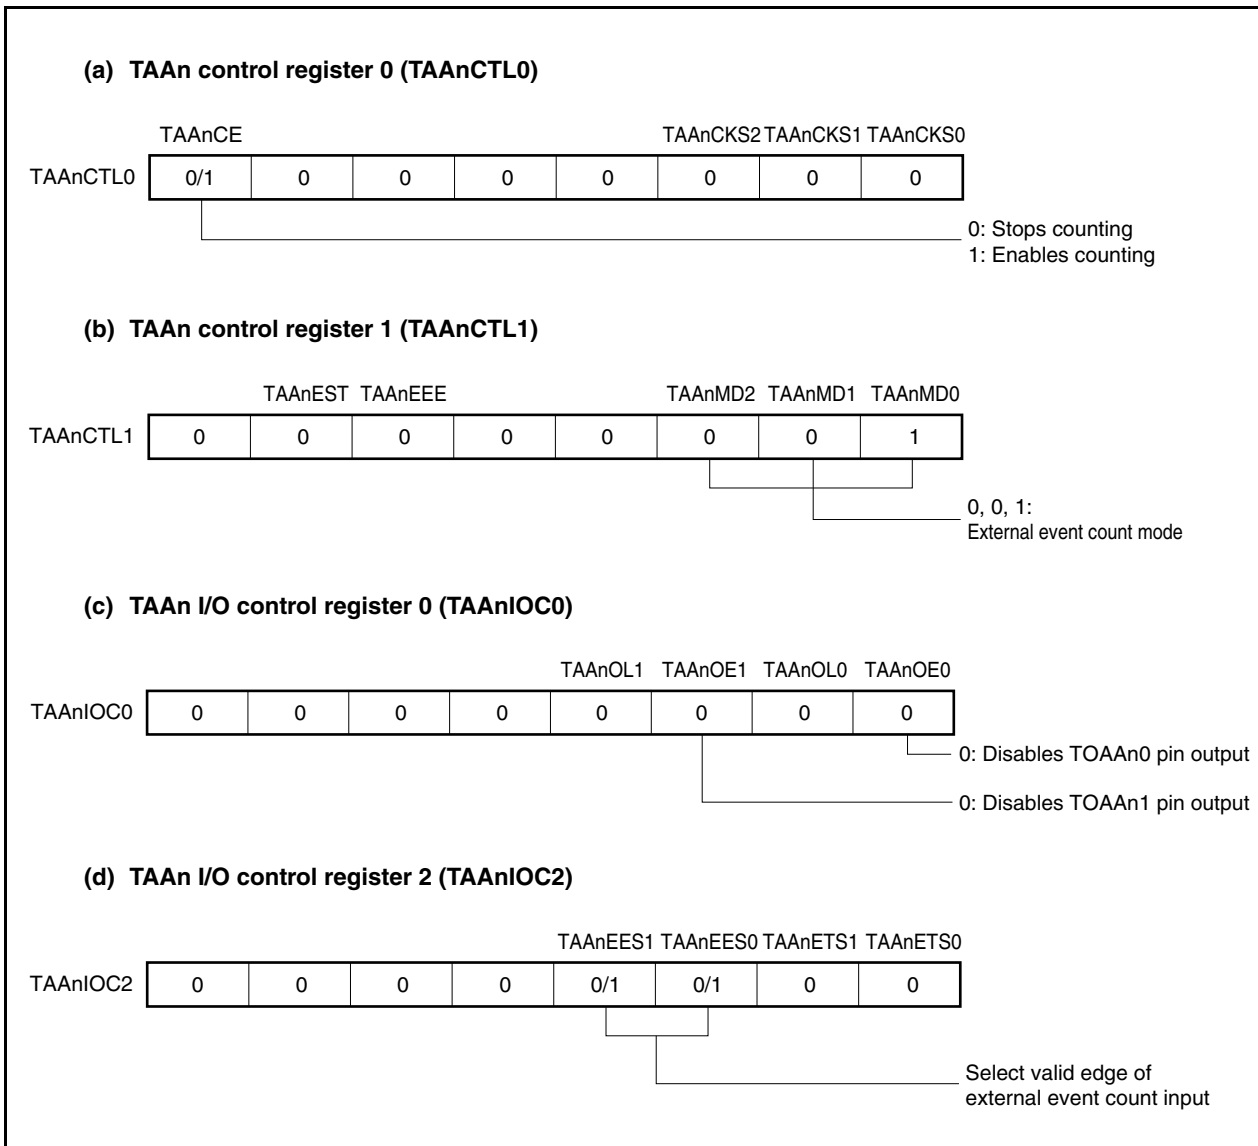 (a) TAAn control register 0 (TAAnCTL0)
TAAnCE TAAnCKS2 TAAnCKS1 TAAnCKS0
TAAnCTL0 0/1 0 0 0 0 0 0 0
0: Stops counting
1: Enables counting
(b) TAAn control register 1 (TAAnCTL1)
TAAnEST TAAnEEE TAAnMD2 TAAnMD1 TAAnMD0
TAAnCTL1 0 0 0 0 0 0 0 1
0, 0, 1:
External event count mode
(c) TAAn I/O control register 0 (TAAnIOC0)
TAAnOL1 TAAnOE1 TAAnOL0 TAAnOE0
TAAnIOC0 0 0 0 0 0 0 0 0
0: Disables TOAAn0 pin output
0: Disables TOAAn1 pin output
(d) TAAn I/O control register 2 (TAAnIOC2)
TAAnEES1 TAAnEES0 TAAnETS1 TAAnETS0
TAAnIOC2 0 0 0 0 0/1 0/1 0 0
Select valid edge of
external event count input